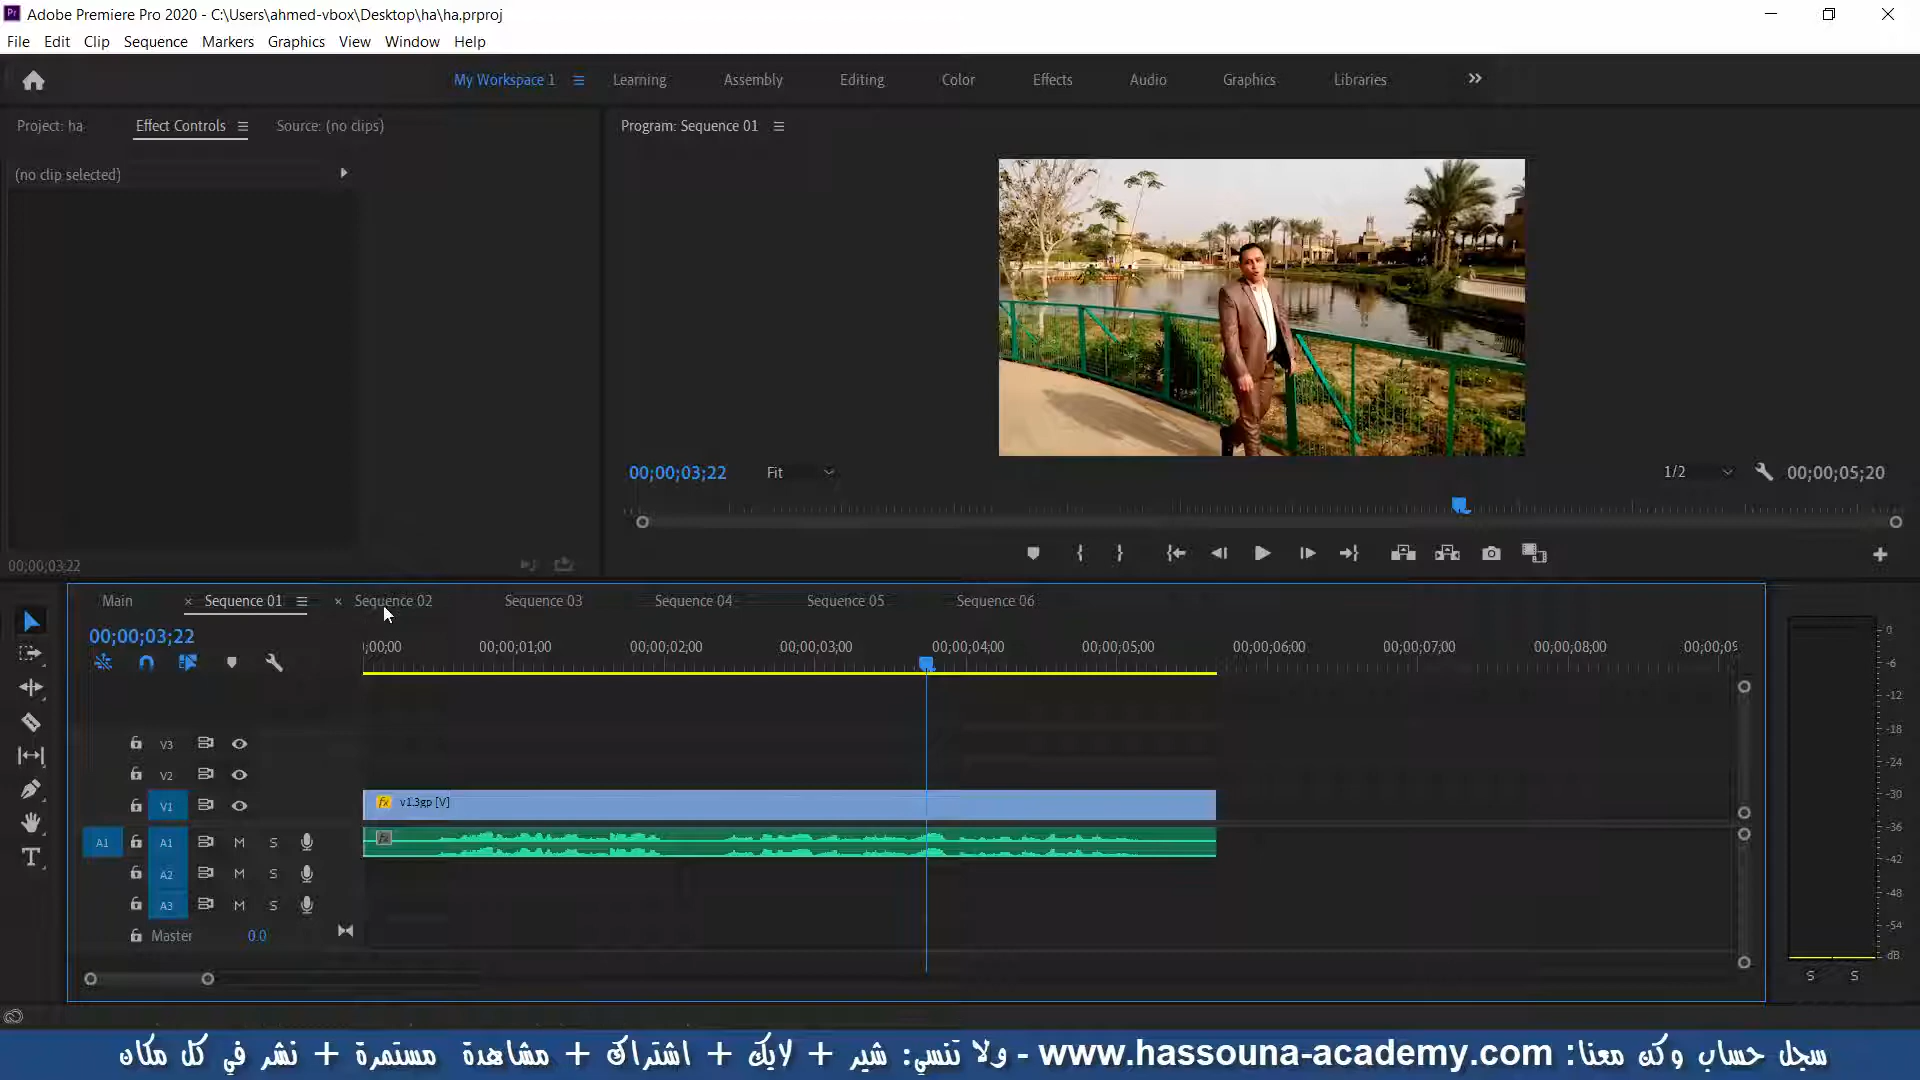 Adobe Premiere Pro 2020 - C:\Users\ahmed-vbox\Desktop\ha\ha.prproj
File Edit Clip Sequence Markers Graphics View Window Help
My Workspace 1 Learning Assembly Editing Color Effects Audio Graphics Libraries
Project: ha Effect Controls Source: (no clips)
Program: Sequence 01
(no clip selected)
00;00;03;22 Fit 1/2 00;00;05;20
00;00;03;22
Main Sequence 01 Sequence 02 Sequence 03 Sequence 04 Sequence 05 Sequence 06
00;00;03;22
;00;00 00;00;01;00 00;00;02;00 00;00;03;00 00;00;04;00 00;00;05;00 00;00;06;00 00;00;07;00 00;00;08;00 00;00;09
V3
V2
V1 fx v1.3gp [V]
A1 A1 M S fx
A2 M S
A3 M S
Master 0.0
0
-6
-12
-18
-24
-30
-36
-42
-48
-54
dB
S S
سجل حساب وكن معنا: www.hassouna-academy.com - ولا تنسي: شير + لايك + اشتراك + مشاهدة مستمرة + نشر في كل مكان